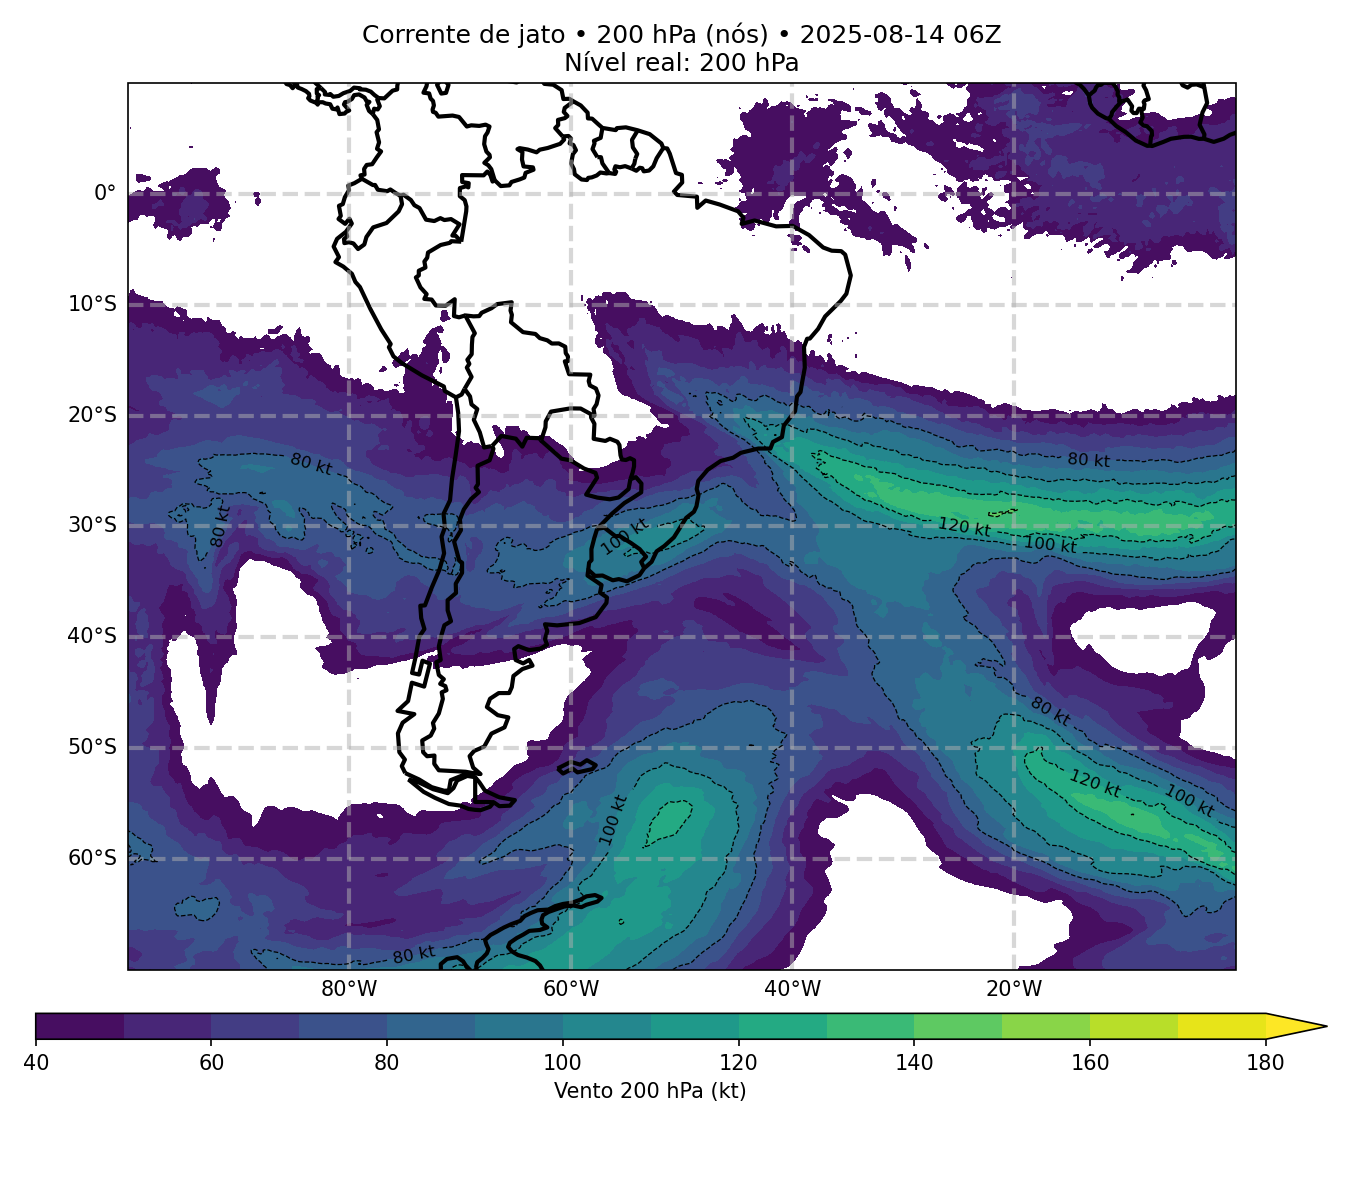 Corrente de jato • 200 hPa (nós) • 2025-08-14 06Z
Nível real: 200 hPa
0°
10°S
20°S
30°S
40°S
50°S
60°S
80 kt
80 kt
80 kt
100 kt
120 kt
100 kt
80 kt
120 kt
100 kt
100 kt
80 kt
80°W
60°W
40°W
20°W
40
60
80
100
120
140
160
180
Vento 200 hPa (kt)